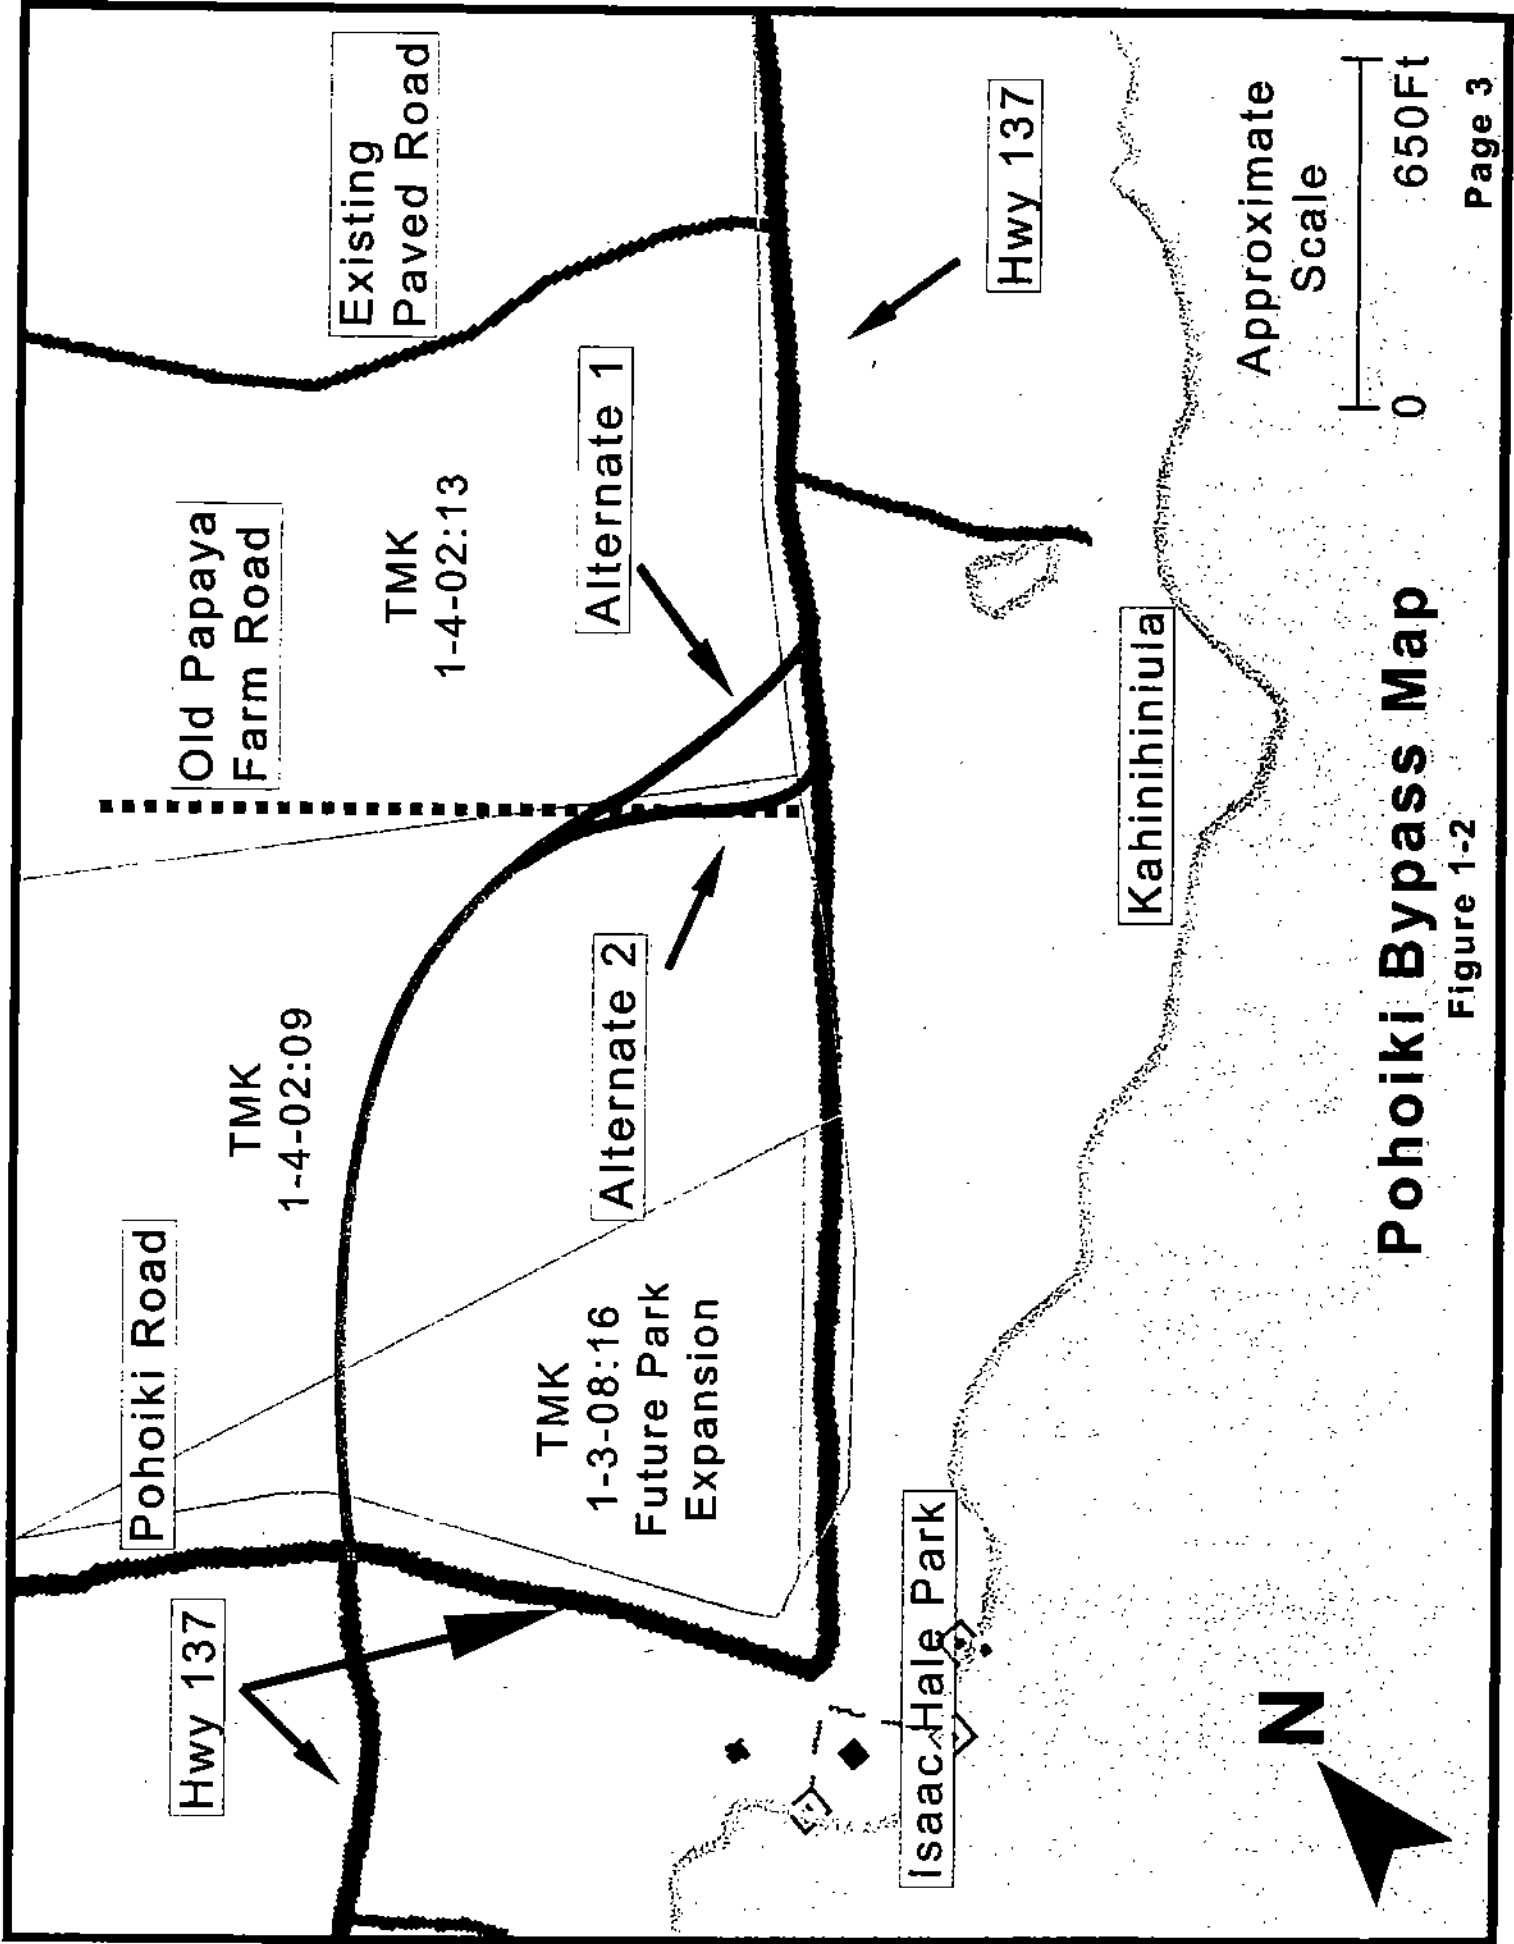 Pohoiki Road
Old Papaya
Farm Road
Existing
Paved Road
Hwy 137
TMK
1-4-02:09
TMK
1-4-02:13
TMK
1-3-08:16
Future Park
Expansion
Alternate 2
Alternate 1
Isaac Hale Park
Hwy 137
Kahinihiniula
N
Approximate
Scale
0 650Ft
Pohoiki Bypass Map
Figure 1-2
Page 3